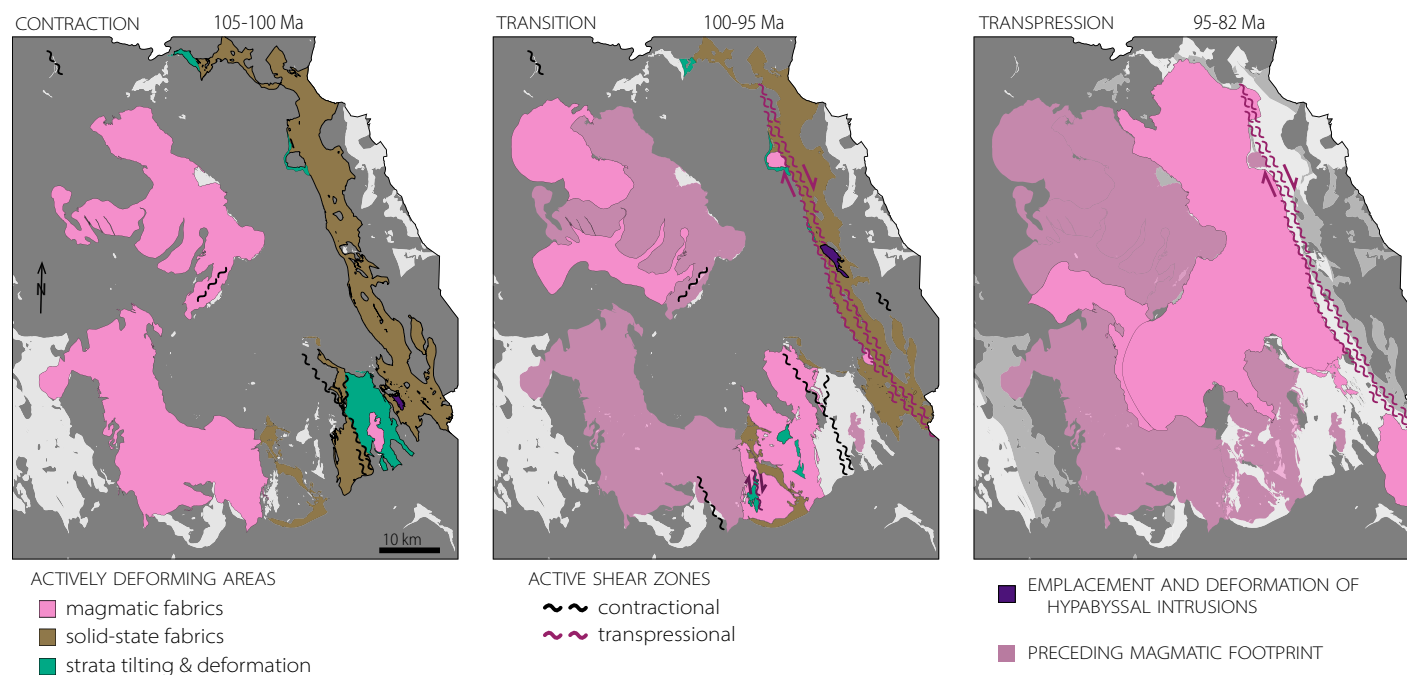 CONTRACTION 105-100 Ma
TRANSITION 100-95 Ma
TRANSPRESSION 95-82 Ma
N
10 km
ACTIVELY DEFORMING AREAS
magmatic fabrics
solid-state fabrics
strata tilting & deformation
ACTIVE SHEAR ZONES
contractional
transpressional
EMPLACEMENT AND DEFORMATION OF
HYPABYSSAL INTRUSIONS
PRECEDING MAGMATIC FOOTPRINT